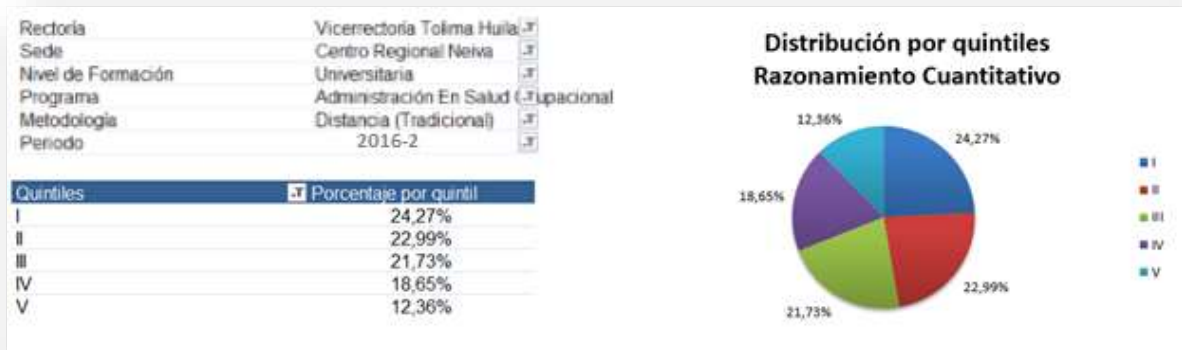 Rectoría Vicerrectoría Tolima Huila
Sede Centro Regional Neiva
Nivel de Formación Universitaria
Programa Administración En Salud Ocupacional
Metodología Distancia (Tradicional)
Periodo 2016-2
Quintiles Porcentaje por quintil
I 24,27%
II 22,99%
III 21,73%
IV 18,65%
V 12,36%
Distribución por quintiles
Razonamiento Cuantitativo
12,36%
24,27%
18,65%
22,99%
21,73%
I
II
III
IV
V